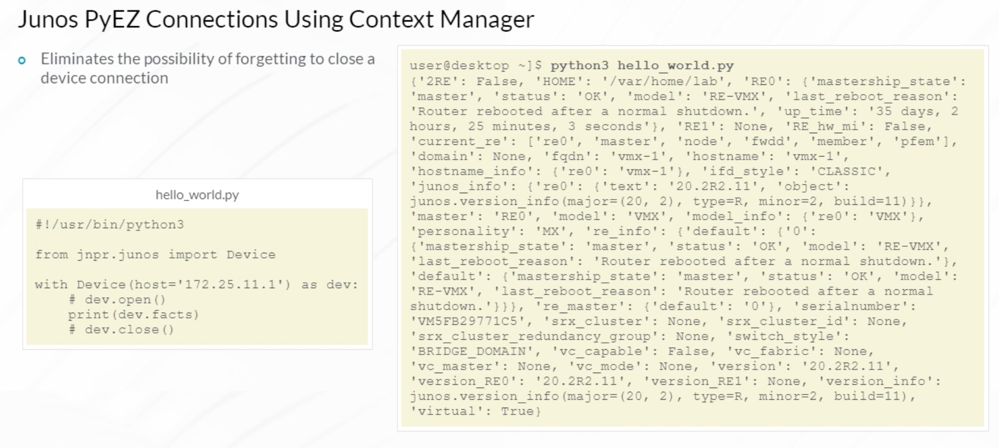 Junos PyEZ Connections Using Context Manager
Eliminates the possibility of forgetting to close a
device connection
hello_world.py
#!/usr/bin/python3
from jnpr.junos import Device
with Device(host='172.25.11.1') as dev:
    # dev.open()
    print(dev.facts)
    # dev.close()
user@desktop ~]$ python3 hello_world.py
{'2RE': False, 'HOME': '/var/home/lab', 'RE0': {'mastership_state':
'master', 'status': 'OK', 'model': 'RE-VMX', 'last_reboot_reason':
'Router rebooted after a normal shutdown.', 'up_time': '35 days, 2
hours, 25 minutes, 3 seconds'}, 'RE1': None, 'RE_hw_mi': False,
'current_re': ['re0', 'master', 'node', 'fwdd', 'member', 'pfem'],
'domain': None, 'fqdn': 'vmx-1', 'hostname': 'vmx-1',
'hostname_info': {'re0': 'vmx-1'}, 'ifd_style': 'CLASSIC',
'junos_info': {'re0': {'text': '20.2R2.11', 'object':
junos.version_info(major=(20, 2), type=R, minor=2, build=11)}},
'master': 'RE0', 'model': 'VMX', 'model_info': {'re0': 'VMX'},
'personality': 'MX', 're_info': {'default': {'0':
{'mastership_state': 'master', 'status': 'OK', 'model': 'RE-VMX',
'last_reboot_reason': 'Router rebooted after a normal shutdown.'},
'default': {'mastership_state': 'master', 'status': 'OK', 'model':
'RE-VMX', 'last_reboot_reason': 'Router rebooted after a normal
shutdown.'}}}, 're_master': {'default': '0'}, 'serialnumber':
'VM5FB29771C5', 'srx_cluster': None, 'srx_cluster_id': None,
'srx_cluster_redundancy_group': None, 'switch_style':
'BRIDGE_DOMAIN', 'vc_capable': False, 'vc_fabric': None,
'vc_master': None, 'vc_mode': None, 'version': '20.2R2.11',
'version_RE0': '20.2R2.11', 'version_RE1': None, 'version_info':
junos.version_info(major=(20, 2), type=R, minor=2, build=11),
'virtual': True}